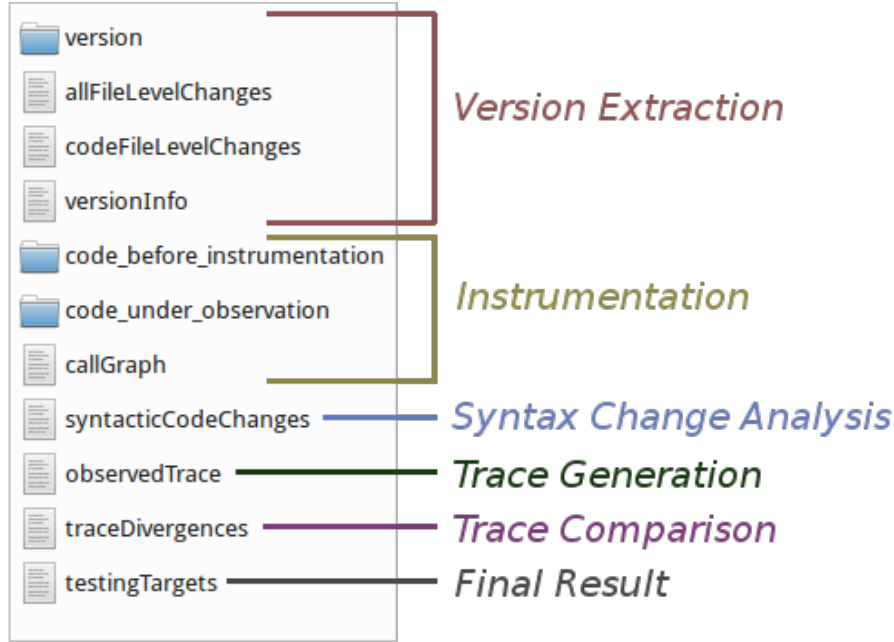 version
allFileLevelChanges
codeFileLevelChanges
versionInfo
Version Extraction
code_before_instrumentation
code_under_observation
callGraph
Instrumentation
syntacticCodeChanges
Syntax Change Analysis
observedTrace
Trace Generation
traceDivergences
Trace Comparison
testingTargets
Final Result